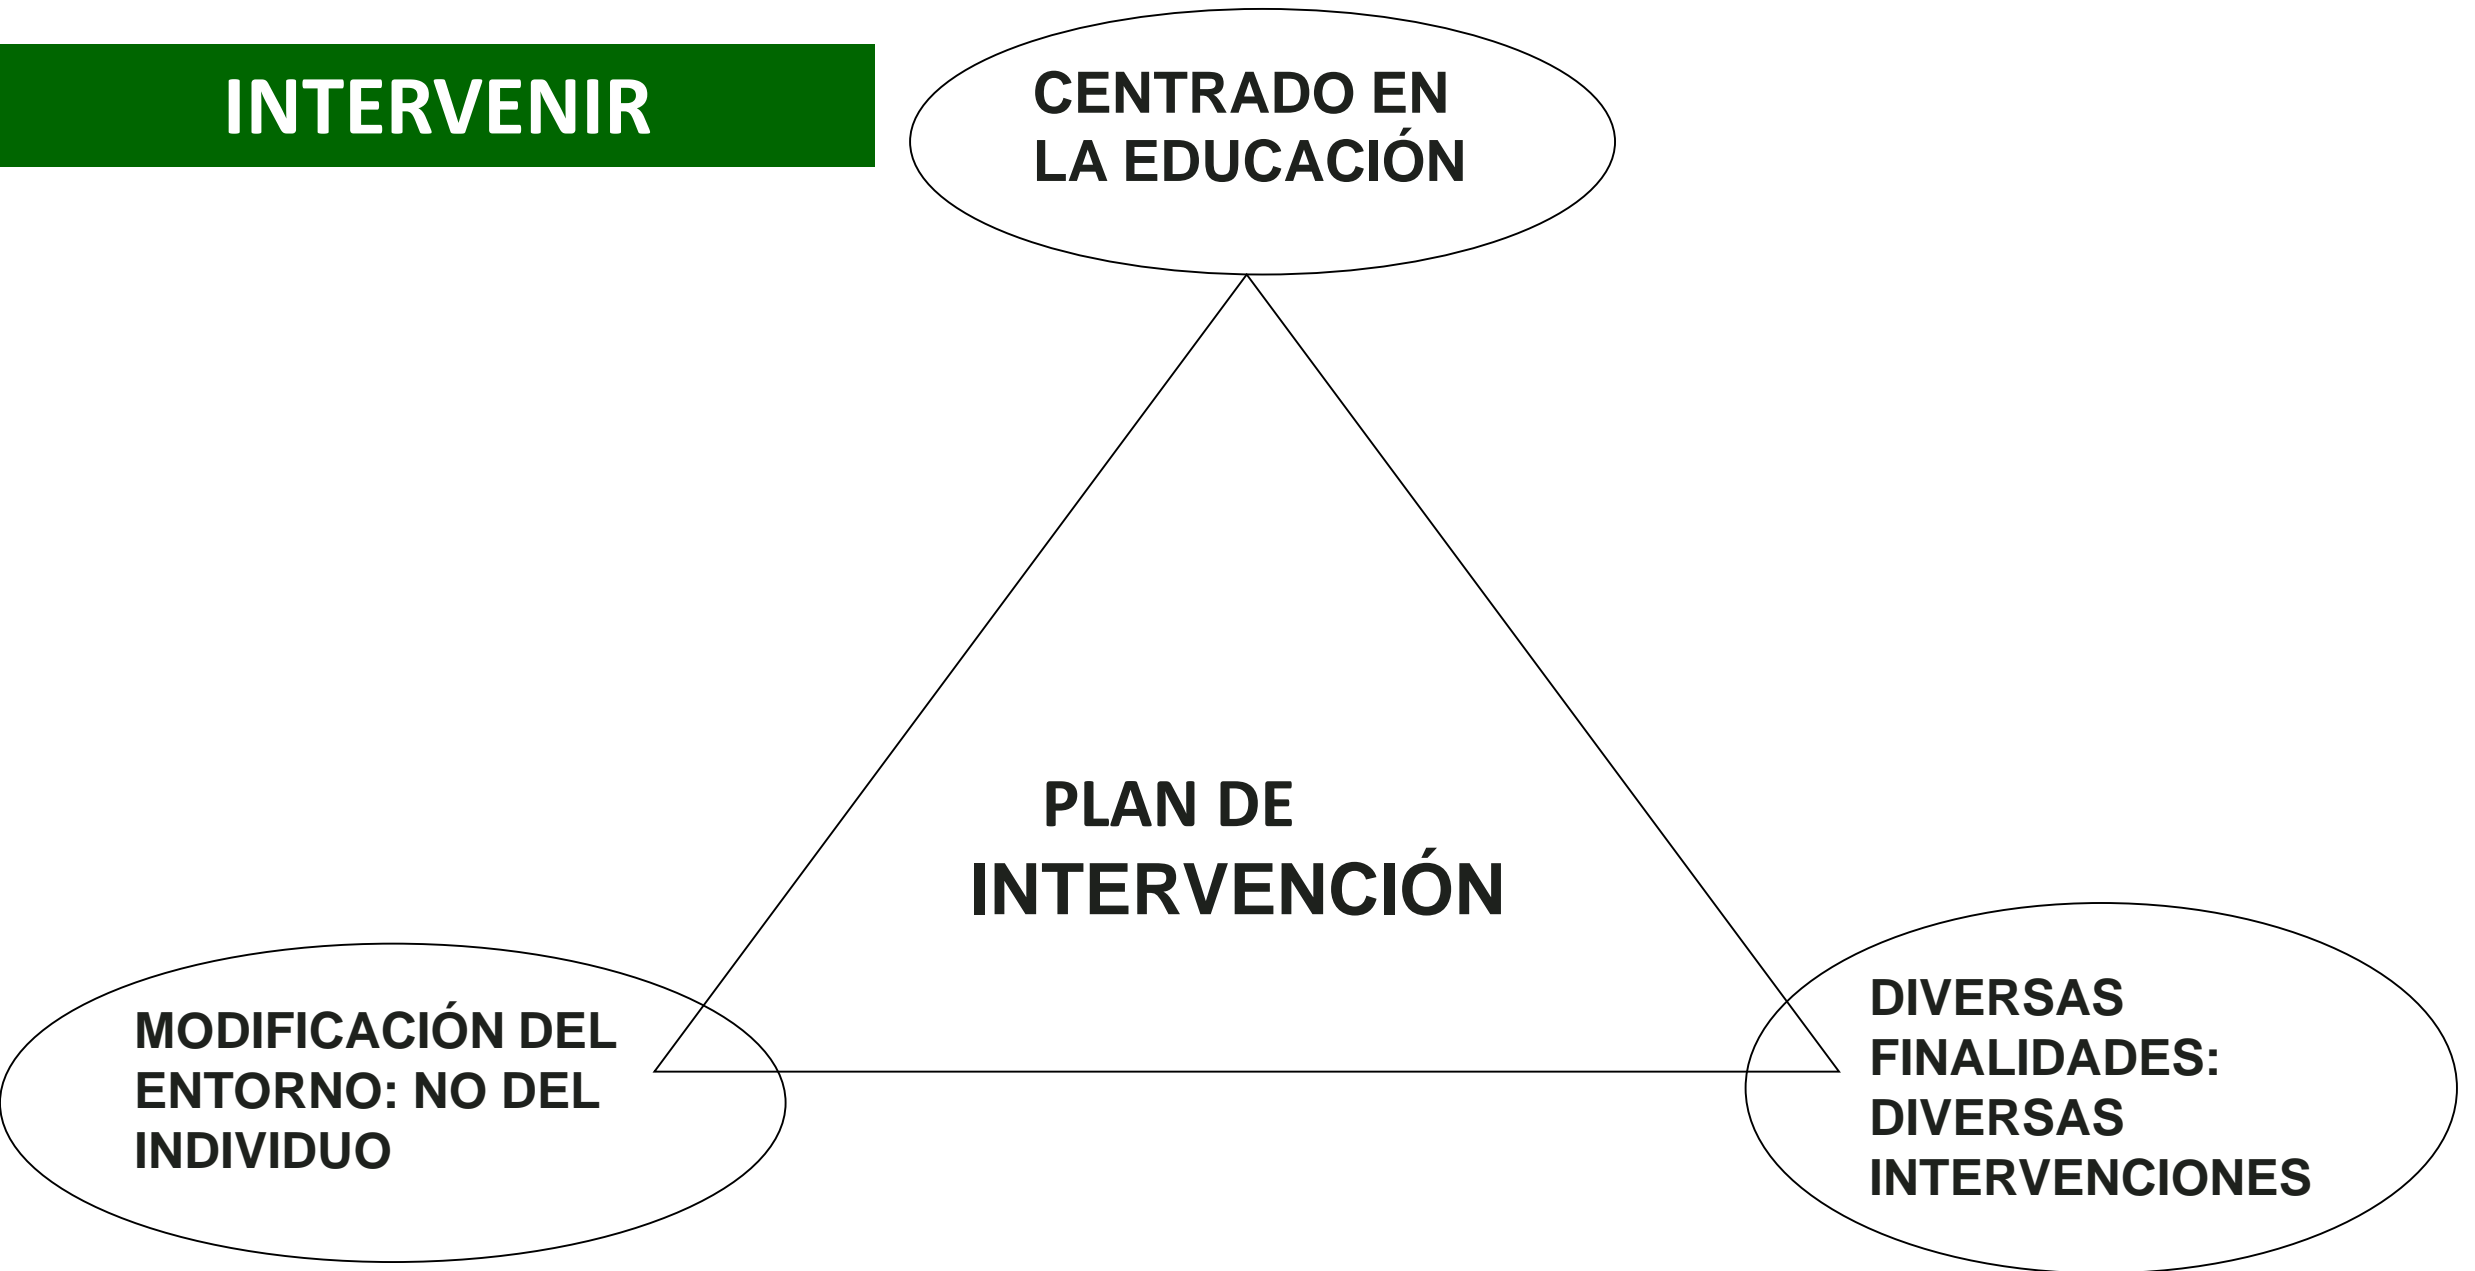 INTERVENIR
CENTRADO EN
LA EDUCACIÓN
PLAN DE
INTERVENCIÓN
MODIFICACIÓN DEL
ENTORNO: NO DEL
INDIVIDUO
DIVERSAS
FINALIDADES:
DIVERSAS
INTERVENCIONES